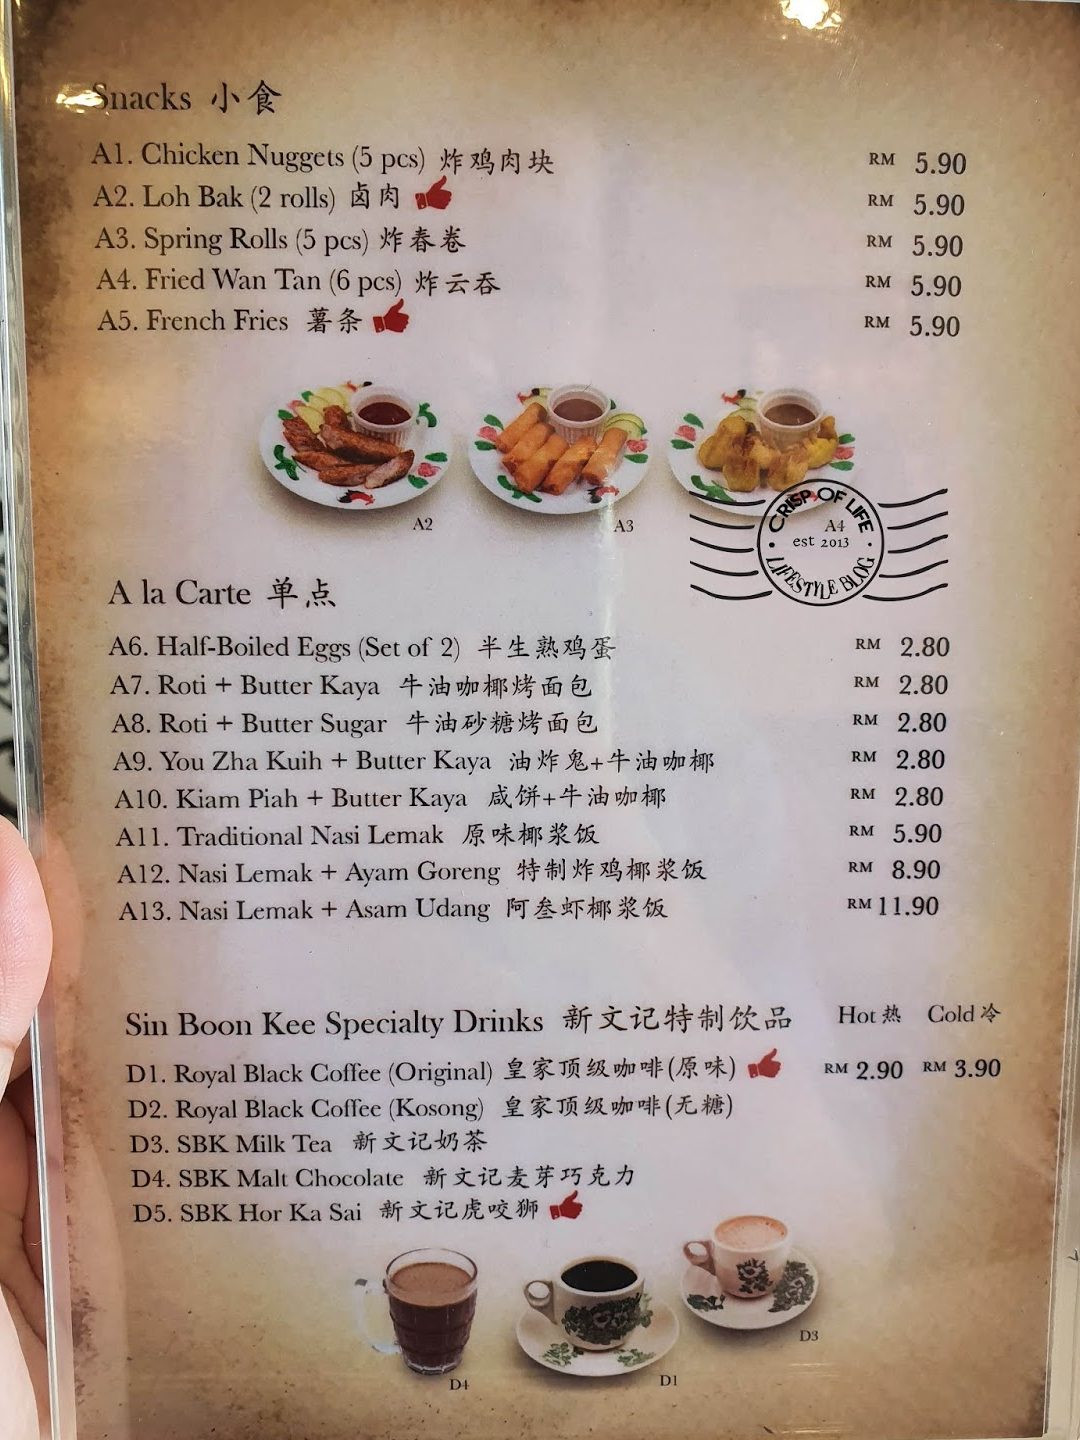 Snacks 小食
A1. Chicken Nuggets (5 pcs) 炸鸡肉块 RM 5.90
A2. Loh Bak (2 rolls) 卤肉 RM 5.90
A3. Spring Rolls (5 pcs) 炸春卷 RM 5.90
A4. Fried Wan Tan (6 pcs) 炸云吞 RM 5.90
A5. French Fries 薯条 RM 5.90
A2 A3 A4
CRISP OF LIFE
est 2013
LIFESTYLE BLOG
A la Carte 单点
A6. Half-Boiled Eggs (Set of 2) 半生熟鸡蛋 RM 2.80
A7. Roti + Butter Kaya 牛油咖椰烤面包 RM 2.80
A8. Roti + Butter Sugar 牛油砂糖烤面包 RM 2.80
A9. You Zha Kuih + Butter Kaya 油炸鬼+牛油咖椰 RM 2.80
A10. Kiam Piah + Butter Kaya 咸饼+牛油咖椰 RM 2.80
A11. Traditional Nasi Lemak 原味椰浆饭 RM 5.90
A12. Nasi Lemak + Ayam Goreng 特制炸鸡椰浆饭 RM 8.90
A13. Nasi Lemak + Asam Udang 阿叁虾椰浆饭 RM 11.90
Sin Boon Kee Specialty Drinks 新文记特制饮品 Hot 热 Cold 冷
D1. Royal Black Coffee (Original) 皇家顶级咖啡(原味) RM 2.90 RM 3.90
D2. Royal Black Coffee (Kosong) 皇家顶级咖啡(无糖)
D3. SBK Milk Tea 新文记奶茶
D4. SBK Malt Chocolate 新文记麦芽巧克力
D5. SBK Hor Ka Sai 新文记虎咬狮
D3
D4 D1